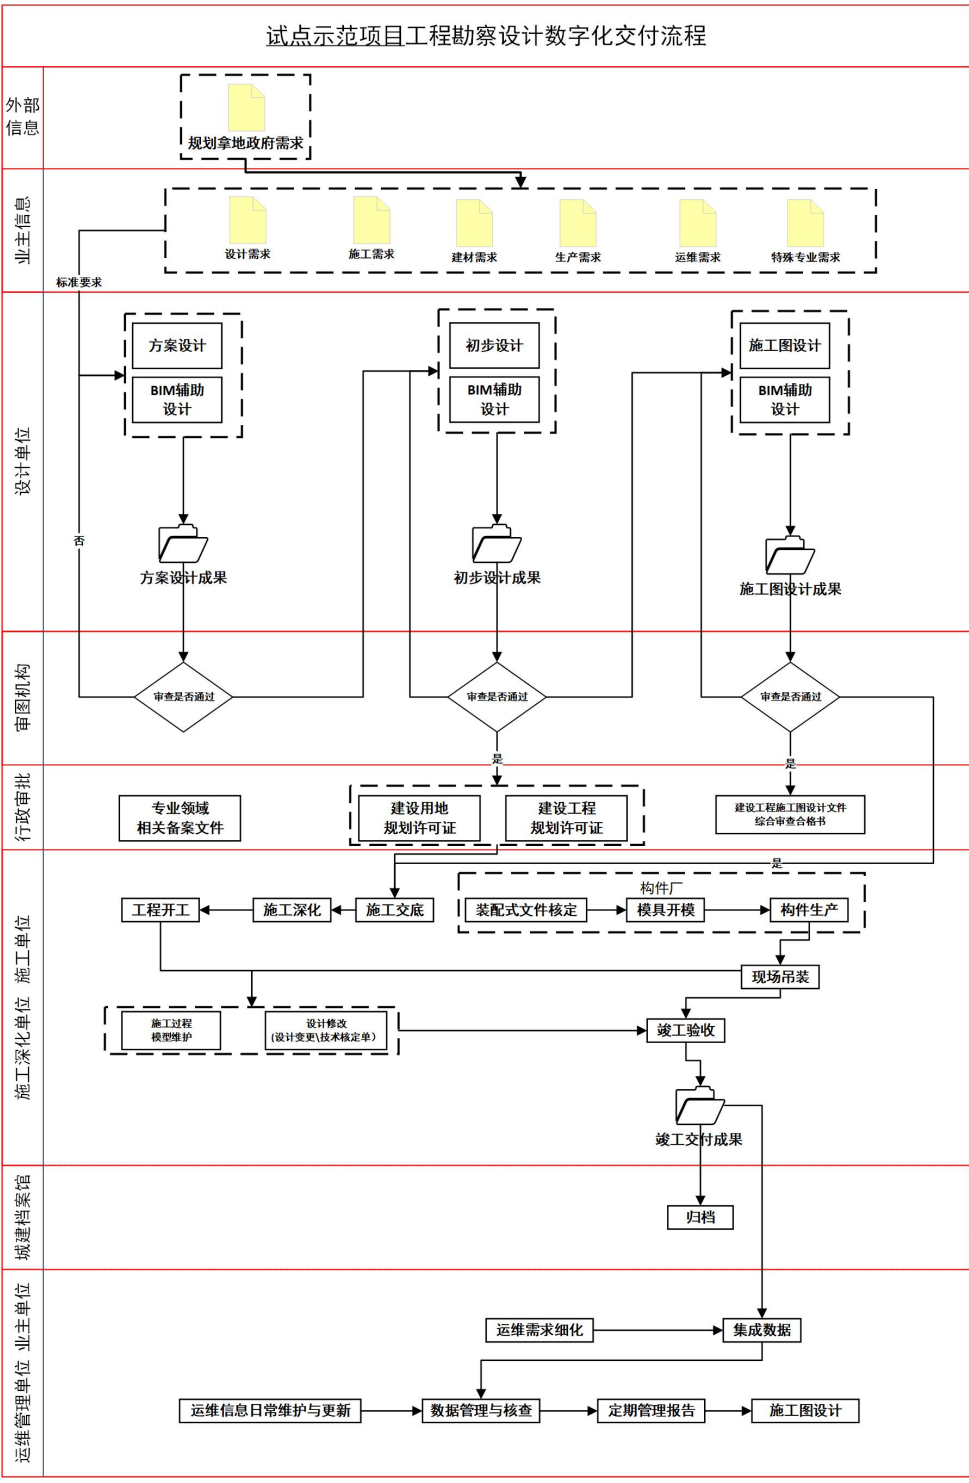 试点示范项目工程勘察设计数字化交付流程
外部
信息
规划拿地政府需求
业主信息
设计需求
施工需求
建材需求
生产需求
运维需求
特殊专业需求
标准要求
设计单位
方案设计
BIM辅助
设计
初步设计
BIM辅助
设计
施工图设计
BIM辅助
设计
否
方案设计成果
初步设计成果
施工图设计成果
审图机构
审查是否通过
审查是否通过
审查是否通过
是
是
行政审批
专业领域
相关备案文件
建设用地
规划许可证
建设工程
规划许可证
建设工程施工图设计文件
综合审查合格书
是
施工深化单位 施工单位
构件厂
工程开工
施工深化
施工交底
装配式文件核定
模具开模
构件生产
现场吊装
施工过程
模型维护
设计修改
(设计变更\技术核定单）
竣工验收
竣工交付成果
城建档案馆
归档
运维管理单位 业主单位
运维需求细化
集成数据
运维信息日常维护与更新
数据管理与核查
定期管理报告
施工图设计